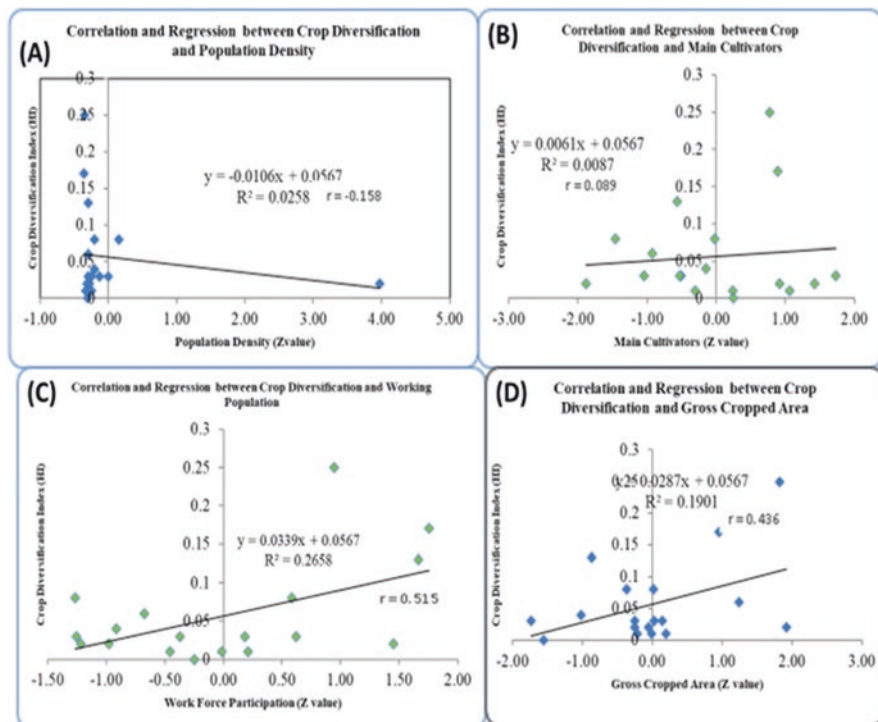 (A)
Correlation and Regression between Crop Diversification
and Population Density
Crop Diversification Index (HI)
0.3
0.25
0.2
0.15
0.1
0.05
0
y = -0.0106x + 0.0567
R² = 0.0258 r = -0.158
-1.00 0.00 1.00 2.00 3.00 4.00 5.00
Population Density (Zvalue)
(B)
Correlation and Regression between Crop
Diversification and Main Cultivators
Crop Diversification Index (HI)
0.3
0.25
0.2
0.15
0.1
0.05
0
y = 0.0061x + 0.0567
R² = 0.0087
r = 0.089
-3.00 -2.00 -1.00 0.00 1.00 2.00
Main Cultivators (Z value)
(C)
Correlation and Regression between Crop Diversification and Working
Population
Crop Diversification Index (HI)
0.3
0.25
0.2
0.15
0.1
0.05
0
y = 0.0339x + 0.0567
R² = 0.2658
r = 0.515
-1.50 -1.00 -0.50 0.00 0.50 1.00 1.50 2.00
Work Force Participation (Z value)
(D)
Correlation and Regression between Crop
Diversification and Gross Cropped Area
Crop Diversification Index (HI)
0.3
0.25
0.2
0.15
0.1
0.05
0
y = 0.0287x + 0.0567
R² = 0.1901
r = 0.436
-2.00 -1.00 0.00 1.00 2.00 3.00
Gross Cropped Area (Z value)